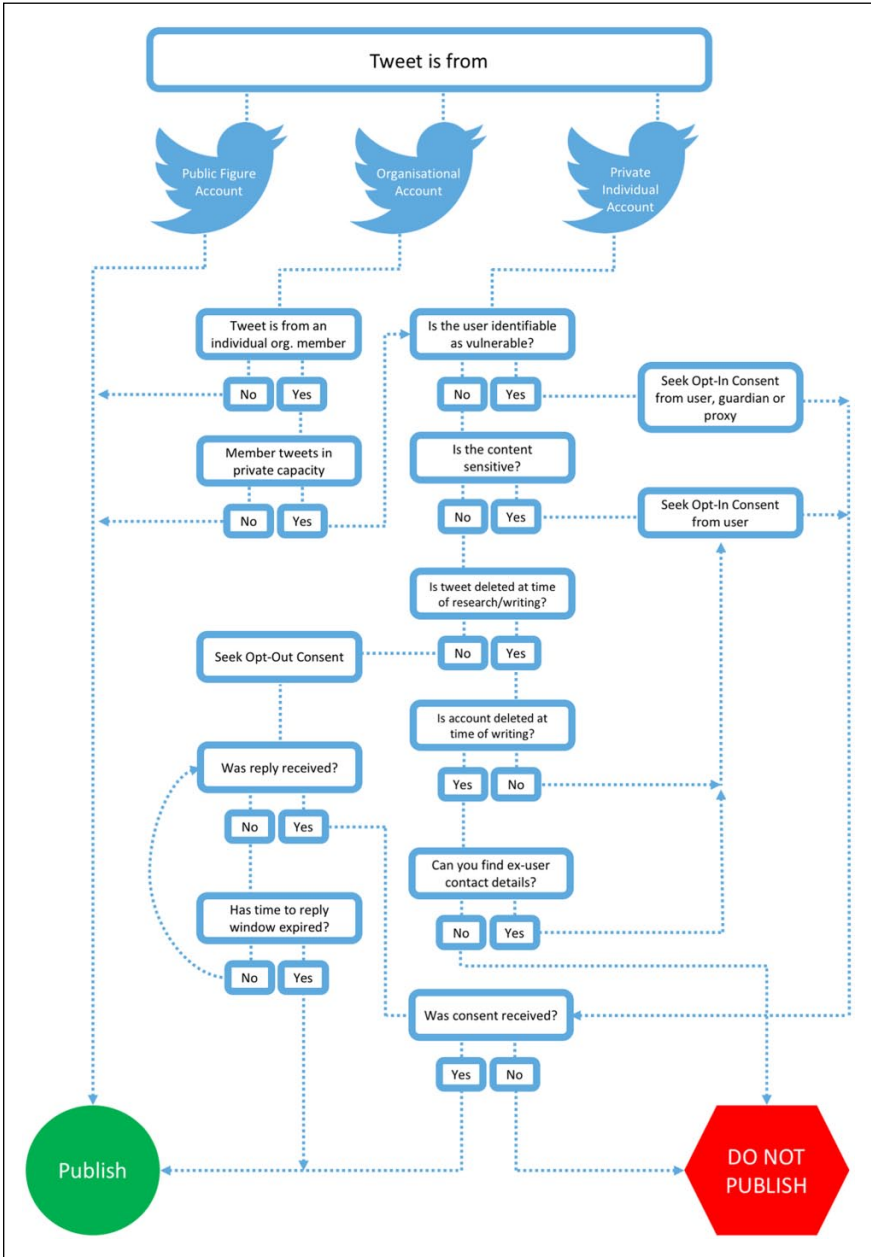 Tweet is from
Public Figure
Account
Organisational
Account
Private
Individual
Account
Tweet is from an
individual org. member
Is the user identifiable
as vulnerable?
No
Yes
No
Yes
Seek Opt-In Consent
from user, guardian or
proxy
Member tweets in
private capacity
Is the content
sensitive?
No
Yes
No
Yes
Seek Opt-In Consent
from user
Is tweet deleted at time
of research/writing?
No
Yes
Seek Opt-Out Consent
Is account deleted at
time of writing?
Was reply received?
Yes
No
No
Yes
Can you find ex-user
contact details?
Has time to reply
window expired?
No
Yes
No
Yes
Was consent received?
Yes
No
Publish
DO NOT
PUBLISH